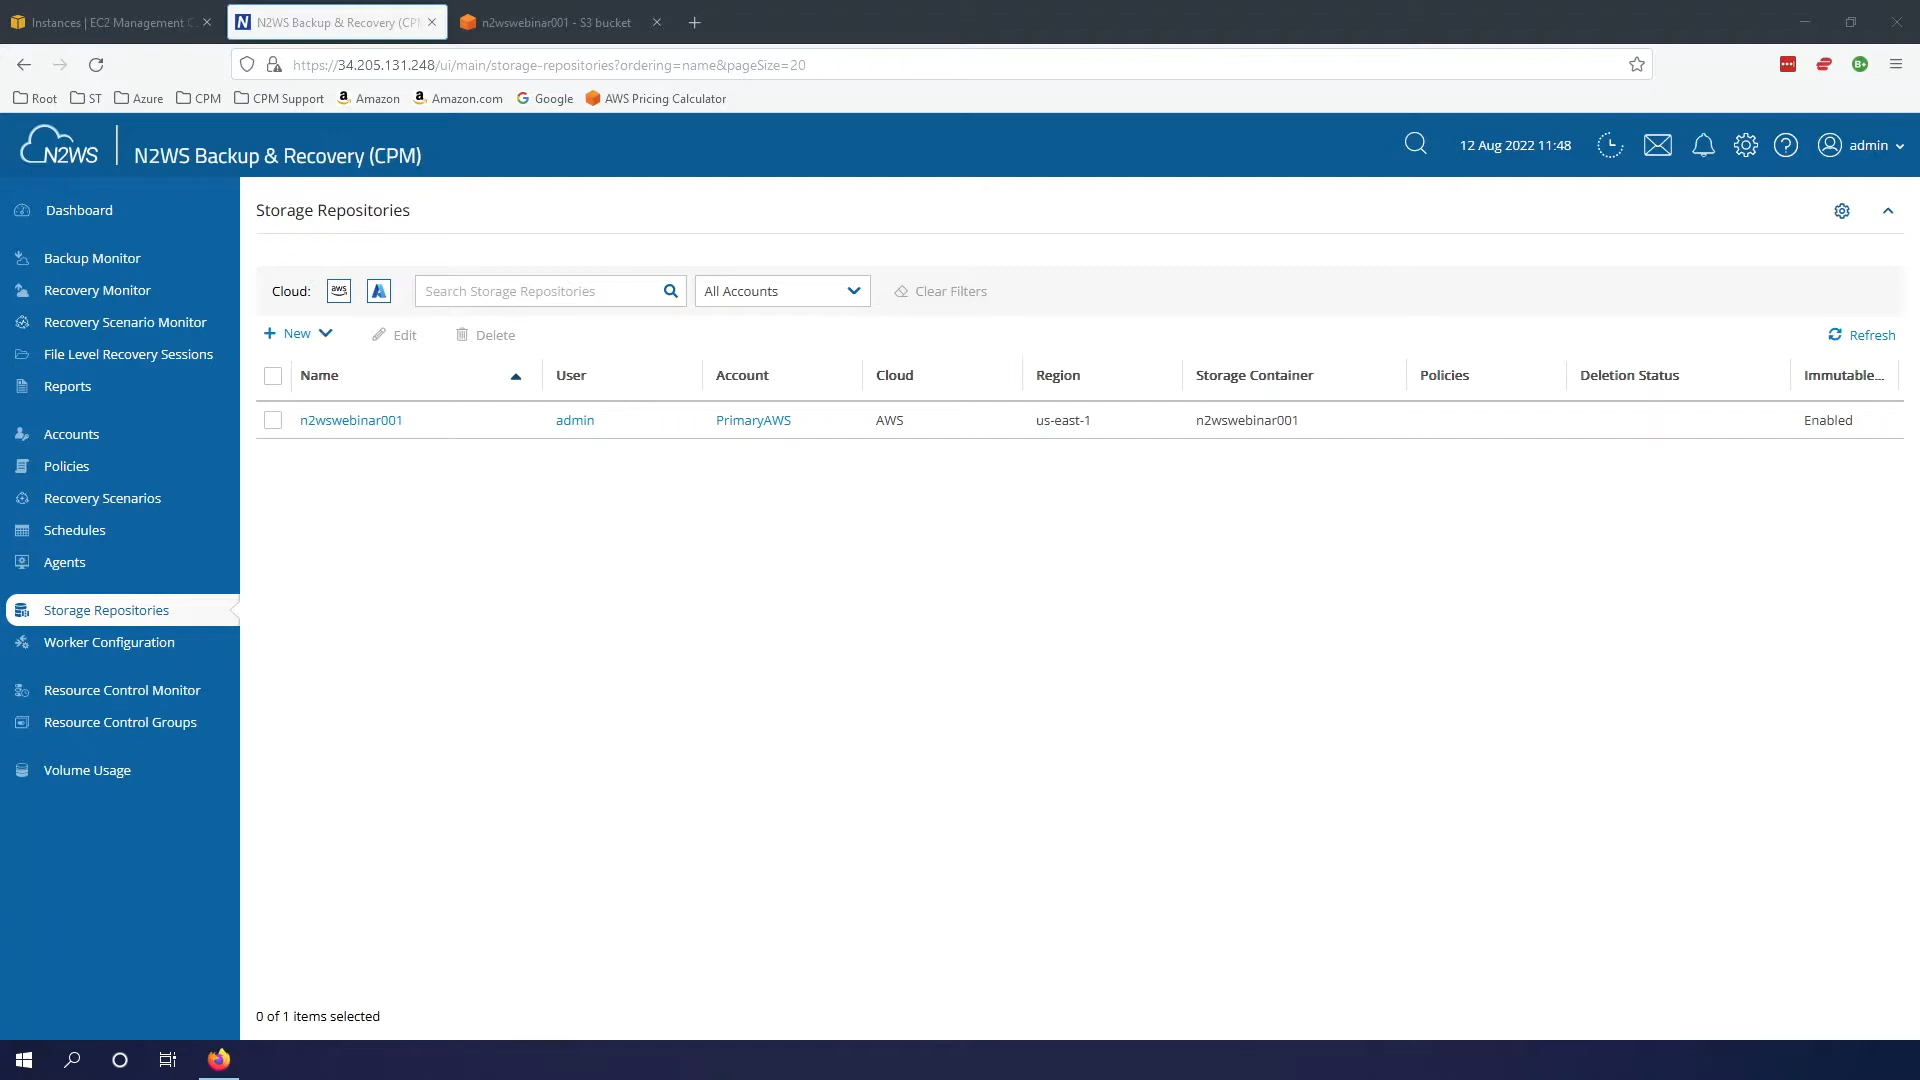 Instances | EC2 Management C
N2WS Backup & Recovery (CP
n2wswebinar001 - S3 bucket
https://34.205.131.248/ui/main/storage-repositories?ordering=name&pageSize=20
Root
ST
Azure
CPM
CPM Support
Amazon
Amazon.com
Google
AWS Pricing Calculator
N2WS
N2WS Backup & Recovery (CPM)
12 Aug 2022 11:48
admin
Dashboard
Backup Monitor
Recovery Monitor
Recovery Scenario Monitor
File Level Recovery Sessions
Reports
Accounts
Policies
Recovery Scenarios
Schedules
Agents
Storage Repositories
Worker Configuration
Resource Control Monitor
Resource Control Groups
Volume Usage
Storage Repositories
Cloud:
aws
Search Storage Repositories
All Accounts
Clear Filters
New
Edit
Delete
Refresh
Name User Account Cloud Region Storage Container Policies Deletion Status Immutable...
n2wswebinar001 admin PrimaryAWS AWS us-east-1 n2wswebinar001 Enabled
0 of 1 items selected